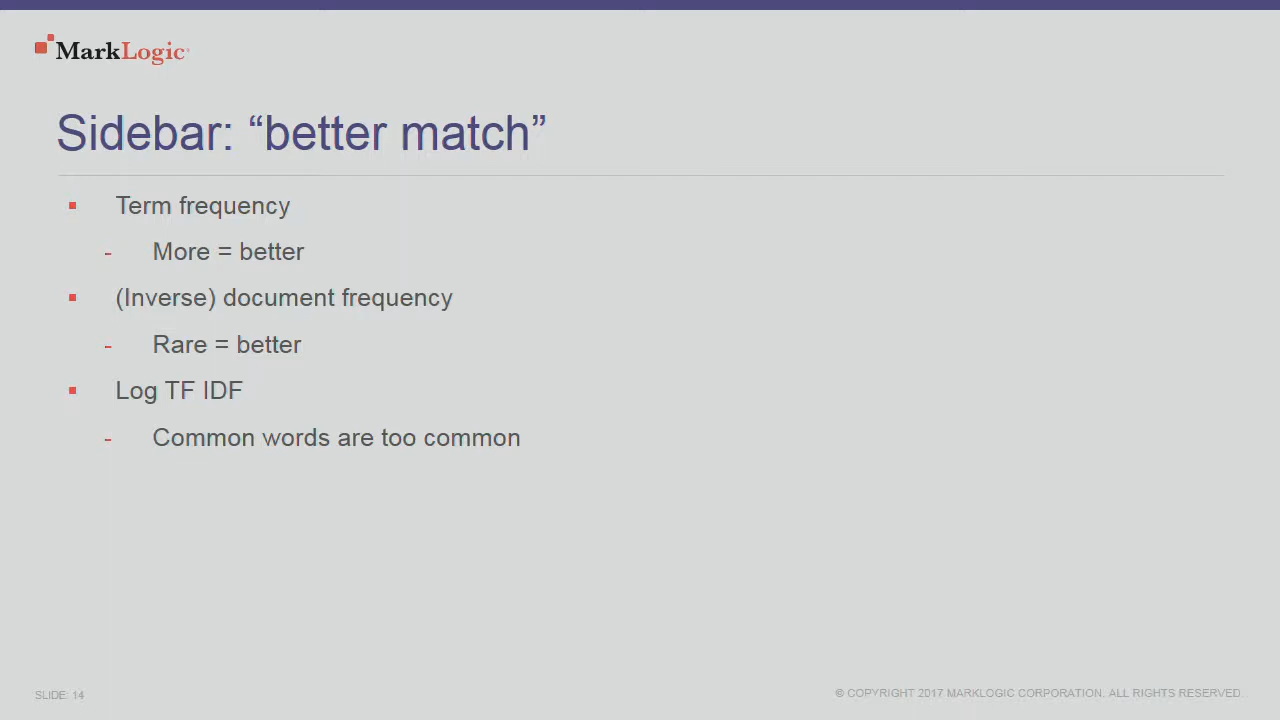 MarkLogic
Sidebar: “better match”
▪ Term frequency
- More = better
▪ (Inverse) document frequency
- Rare = better
▪ Log TF IDF
- Common words are too common
SLIDE: 14
© COPYRIGHT 2017 MARKLOGIC CORPORATION. ALL RIGHTS RESERVED.